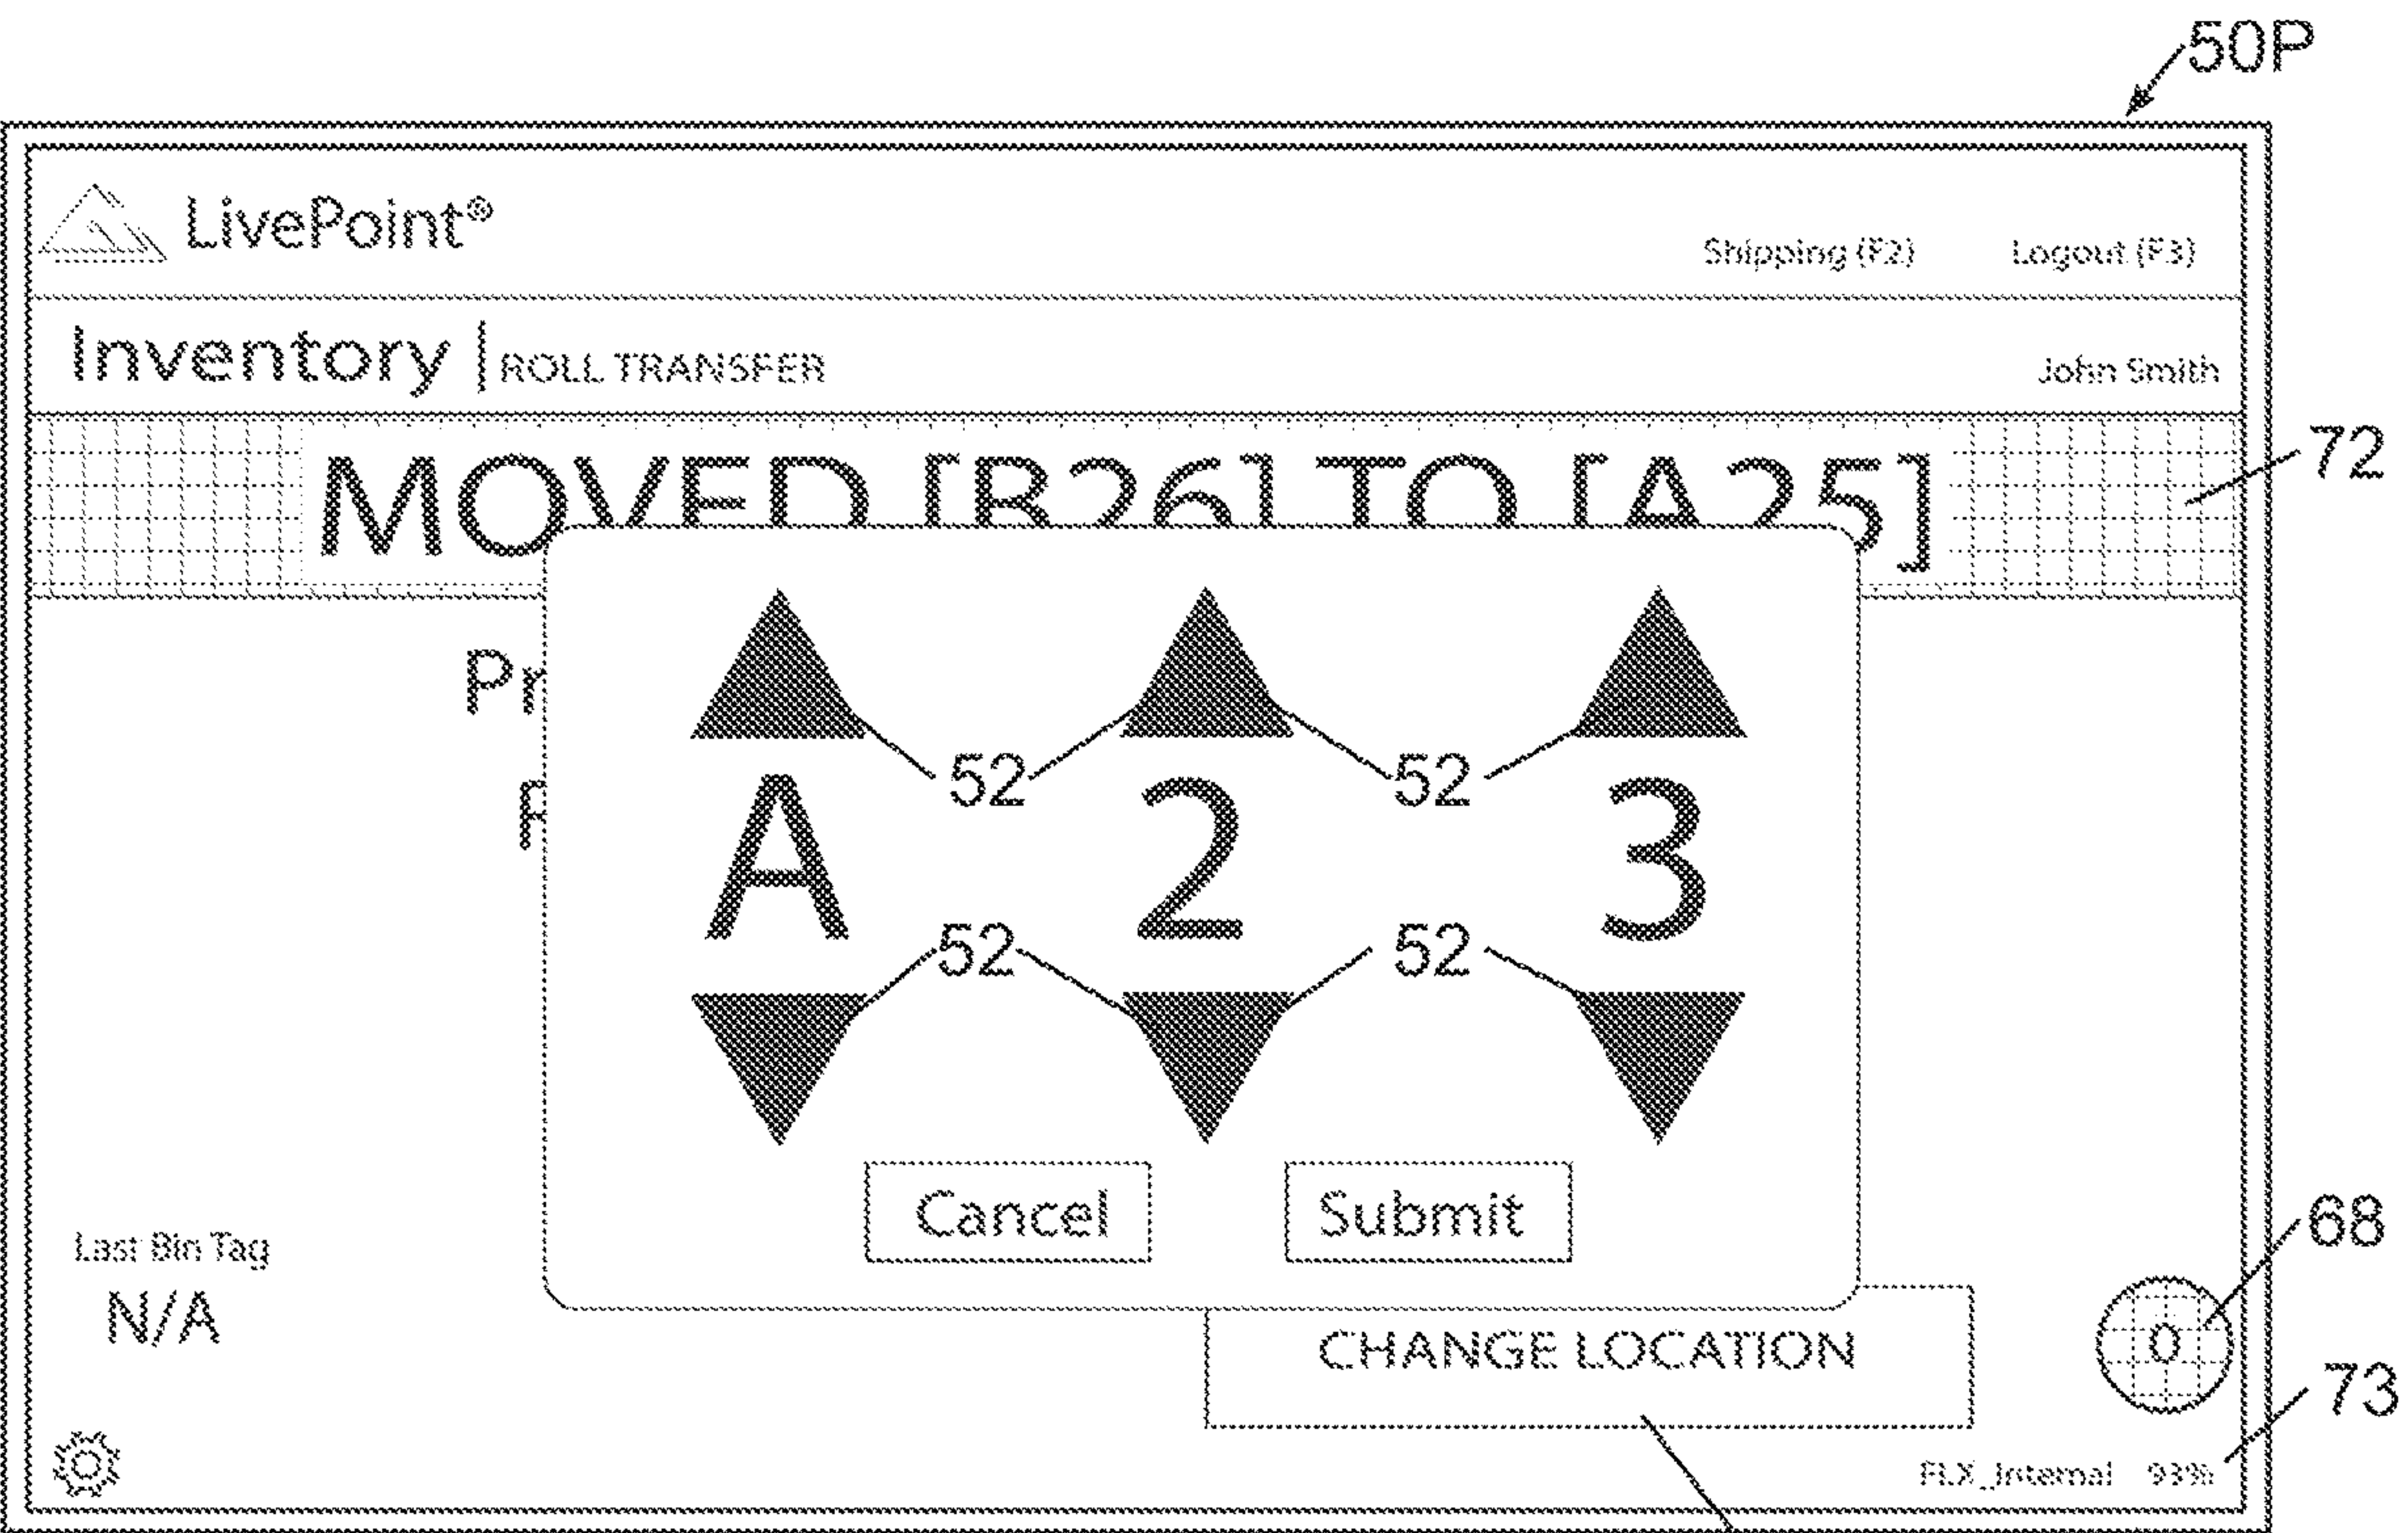 50P
LivePoint®
Shipping (F2) Logout (F3)
Inventory | ROLL TRANSFER John Smith
MOVED [B26] TO [A25]
72
Pr
52 52
A 2 3
52 52
Cancel Submit
68
Last Bin Tag
N/A
0
CHANGE LOCATION
73
FLX_Internal 93%